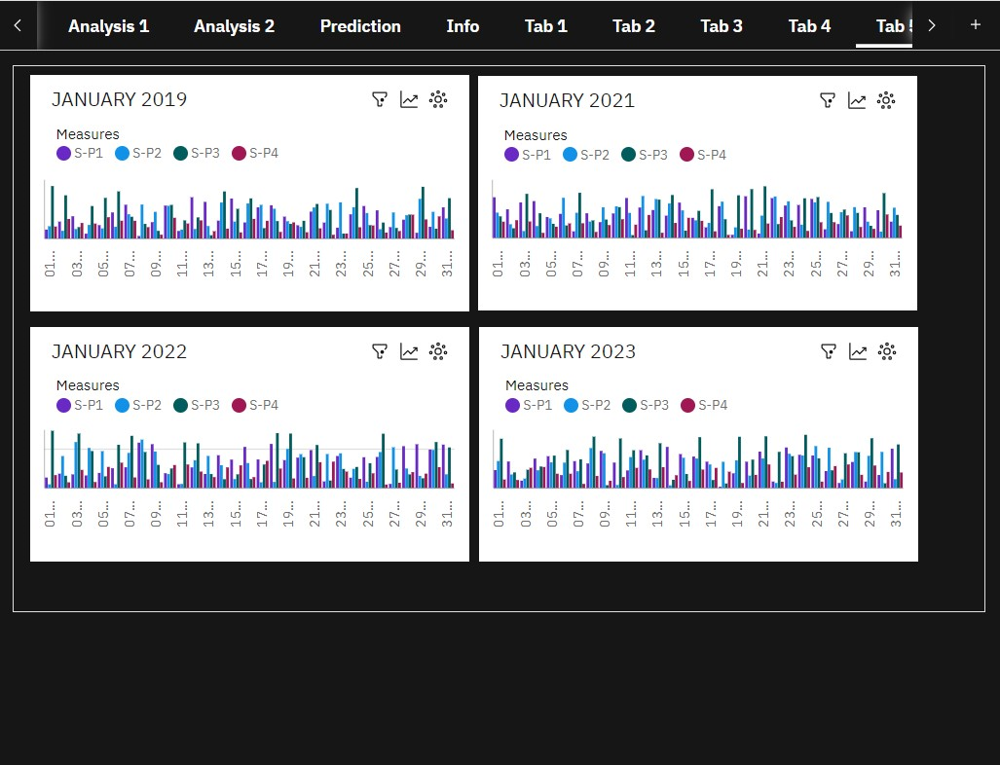 Analysis 1 Analysis 2 Prediction Info Tab 1 Tab 2 Tab 3 Tab 4 Tab 5
JANUARY 2019
Measures
S-P1 S-P2 S-P3 S-P4
01... 03... 05... 07... 09... 11... 13... 15... 17... 19... 21... 23... 25... 27... 29... 31...
JANUARY 2021
Measures
S-P1 S-P2 S-P3 S-P4
01... 03... 05... 07... 09... 11... 13... 15... 17... 19... 21... 23... 25... 27... 29... 31...
JANUARY 2022
Measures
S-P1 S-P2 S-P3 S-P4
01... 03... 05... 07... 09... 11... 13... 15... 17... 19... 21... 23... 25... 27... 29... 31...
JANUARY 2023
Measures
S-P1 S-P2 S-P3 S-P4
01... 03... 05... 07... 09... 11... 13... 15... 17... 19... 21... 23... 25... 27... 29... 31...